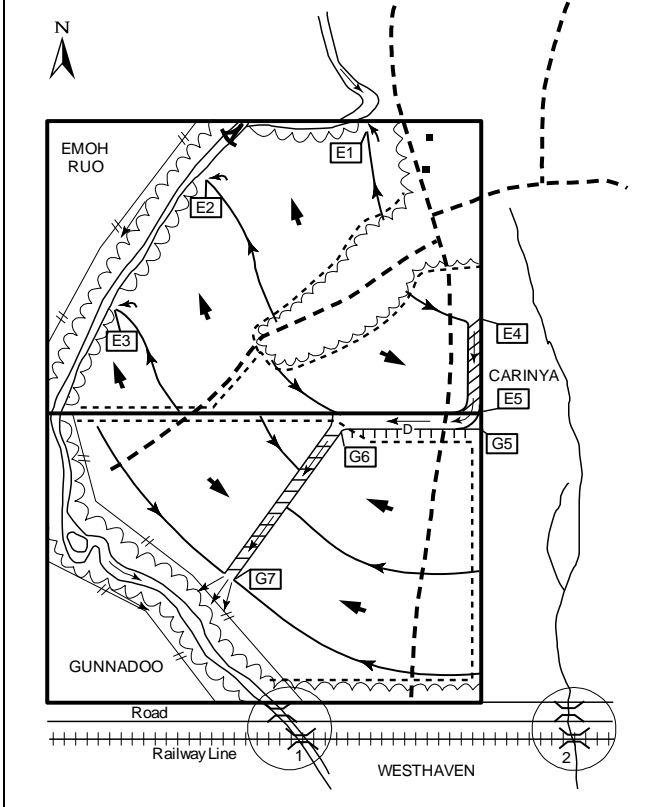 N
EMOH
RUO
E1
E2
E3
E4
CARINYA
E5
D
G5
G6
G7
GUNNADOO
Road
Railway Line
1
2
WESTHAVEN